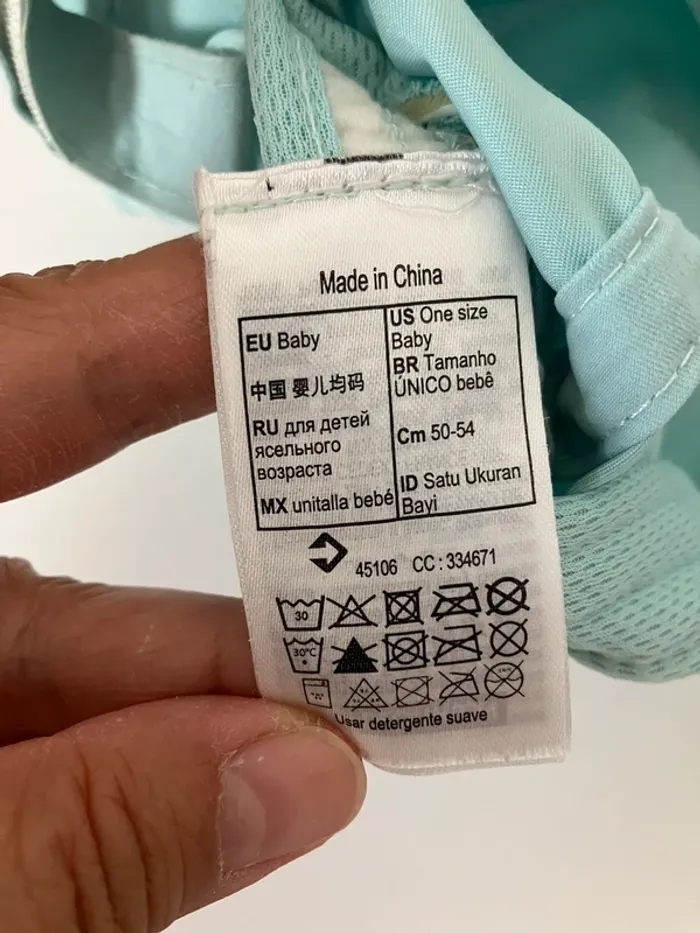 Made in China
EU Baby
中国 婴儿均码
RU для детей
ясельного
возраста
MX unitalla bebé
US One size
Baby
BR Tamanho
ÚNICO bebê
Cm 50-54
ID Satu Ukuran
Bayi
45106 CC : 334671
30
30°C
Usar detergente suave